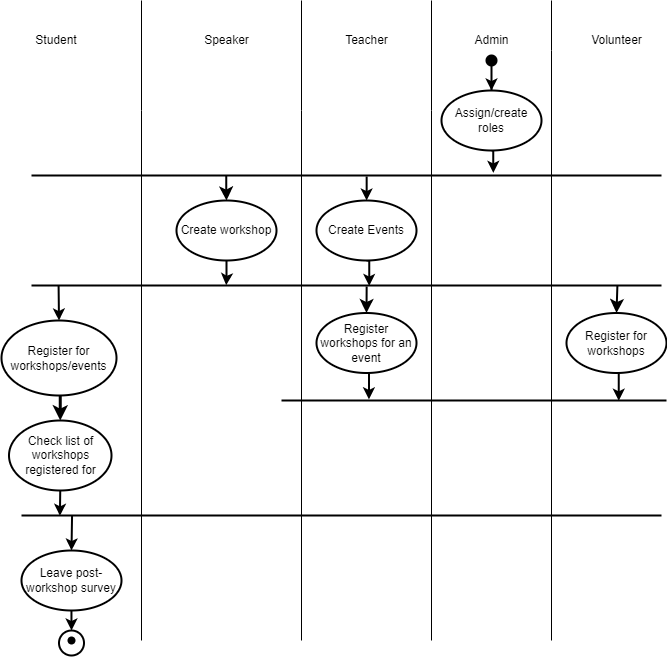 Student
Speaker
Teacher
Admin
Volunteer
Assign/create
roles
Create workshop
Create Events
Register for
workshops/events
Register
workshops for an
event
Register for
workshops
Check list of
workshops
registered for
Leave post-
workshop survey